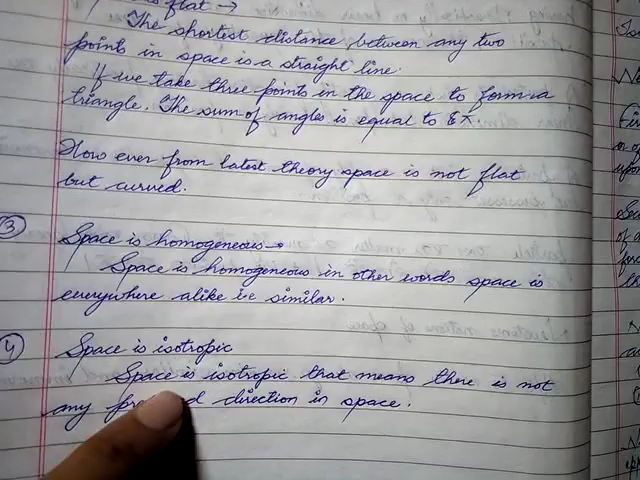 is flat →
The shortest distance between any two
points in space is a straight line.
If we take three points in the space to form a
triangle. The sum of angles is equal to
How ever from latest theory space is not flat
but curved.
3 Space is homogeneous →
Space is homogeneous in other words space is
everywhere alike i.e similar.
4 Space is isotropic
Space is isotropic that means there is not
any direction in space.